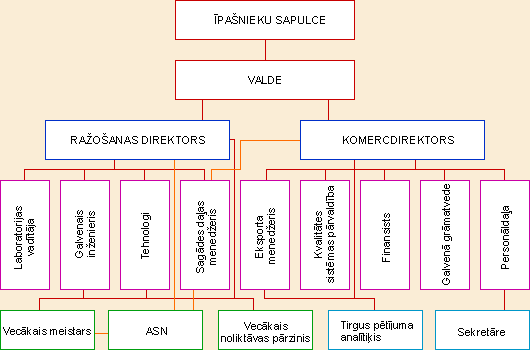 ĪPAŠNIEKU SAPULCE
VALDE
RAŽOŠANAS DIREKTORS
KOMERCDIREKTORS
Laboratorijas
vadītāja
Galvenais
inženieris
Tehnologi
Sagādes daļas
menedžeris
Eksporta
menedžeris
Kvalitātes
sistēmas pārvaldība
Finansists
Galvenā grāmatvede
Personāldaļa
Vecākais meistars
ASN
Vecākais
noliktāvas pārzinis
Tirgus pētījuma
analītiķis
Sekretāre